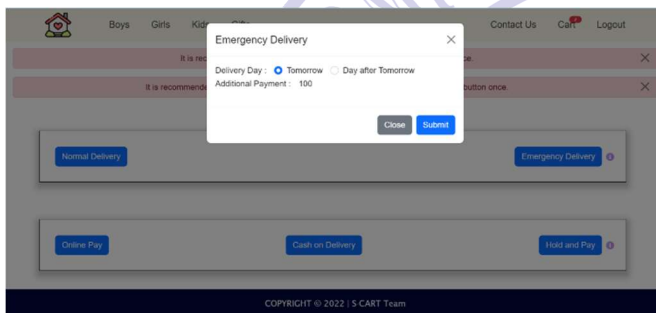 Boys Girls Contact Us Cart Logout
Emergency Delivery
It is rec
Delivery Day : Tomorrow Day after Tomorrow
Additional Payment : 100
It is recommende button once.
Close Submit
Normal Delivery Emergency Delivery
Online Pay Cash on Delivery Hold and Pay
COPYRIGHT © 2022 | S CART Team